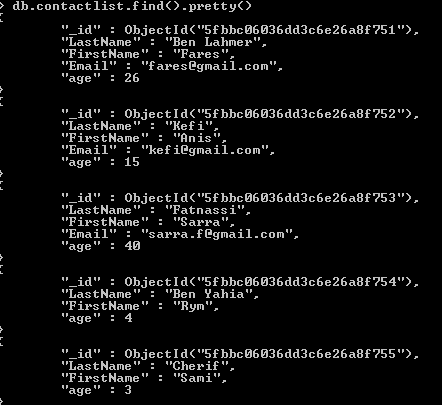 > db.contactlist.find().pretty()
{
"_id" : ObjectId("5fbbc06036dd3c6e26a8f751"),
"LastName" : "Ben Lahmer",
"FirstName" : "Fares",
"Email" : "fares@gmail.com",
"age" : 26
}
{
"_id" : ObjectId("5fbbc06036dd3c6e26a8f752"),
"LastName" : "Kefi",
"FirstName" : "Anis",
"Email" : "kefi@gmail.com",
"age" : 15
}
{
"_id" : ObjectId("5fbbc06036dd3c6e26a8f753"),
"LastName" : "Fatnassi",
"FirstName" : "Sarra",
"Email" : "sarra.f@gmail.com",
"age" : 40
}
{
"_id" : ObjectId("5fbbc06036dd3c6e26a8f754"),
"LastName" : "Ben Yahia",
"FirstName" : "Rym",
"age" : 4
}
{
"_id" : ObjectId("5fbbc06036dd3c6e26a8f755"),
"LastName" : "Cherif",
"FirstName" : "Sami",
"age" : 3
}